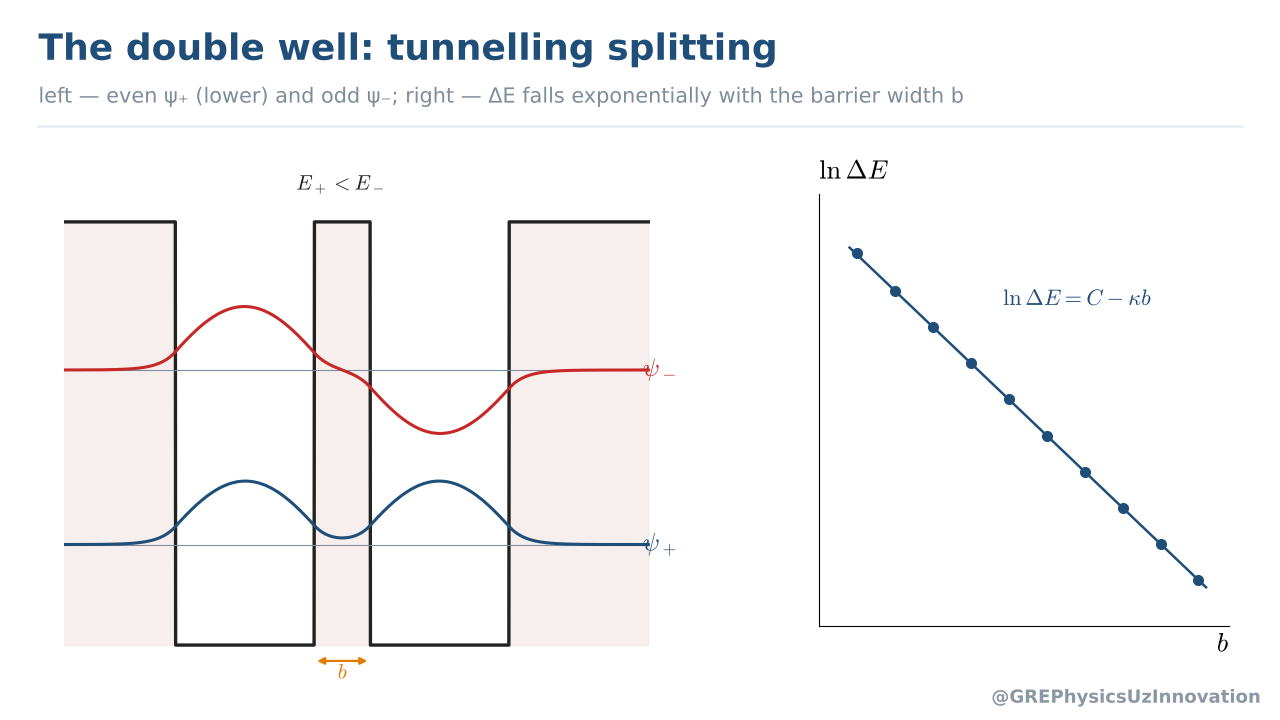 The double well: tunnelling splitting
left — even ψ₊ (lower) and odd ψ₋; right — ΔE falls exponentially with the barrier width b
E₊ < E₋
ψ₋
ψ₊
b
ln ΔE
ln ΔE = C − κb
b
@GREPhysicsUzInnovation